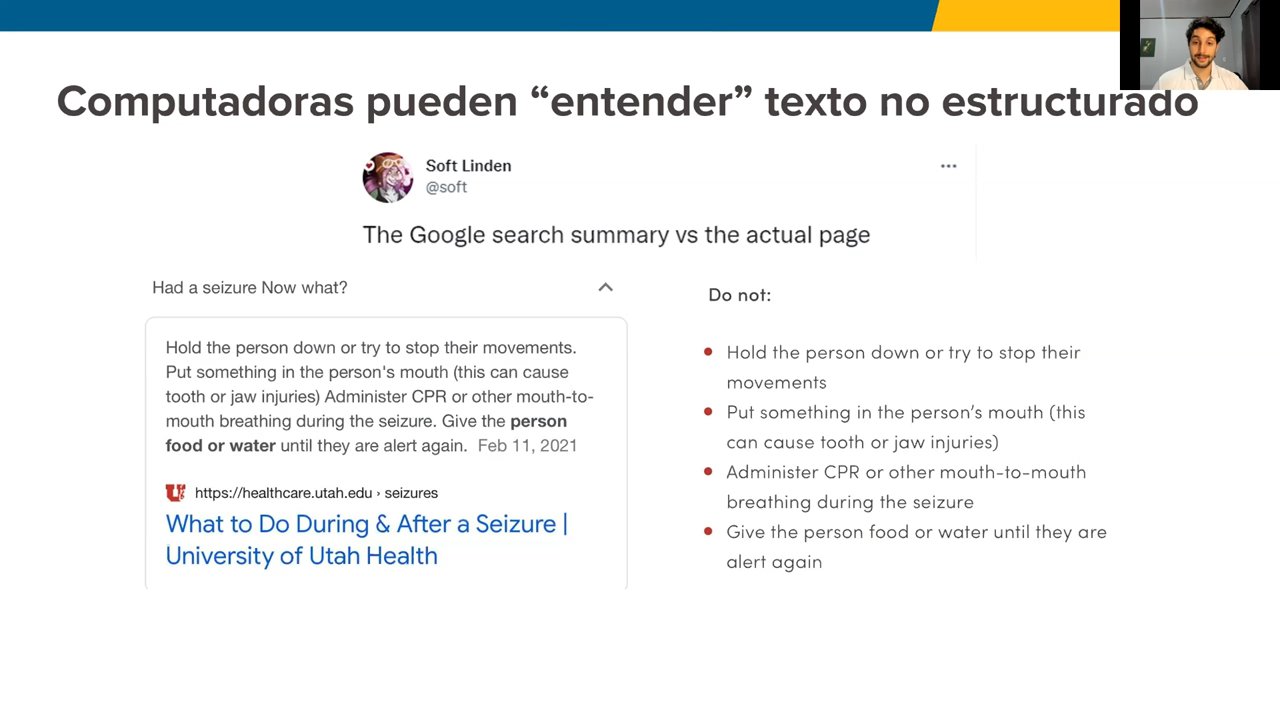 Computadoras pueden “entender” texto no estructurado
Soft Linden
@soft
The Google search summary vs the actual page
Had a seizure Now what?
Hold the person down or try to stop their movements.
Put something in the person's mouth (this can cause
tooth or jaw injuries) Administer CPR or other mouth-to-
mouth breathing during the seizure. Give the person
food or water until they are alert again. Feb 11, 2021
https://healthcare.utah.edu › seizures
What to Do During & After a Seizure |
University of Utah Health
Do not:
Hold the person down or try to stop their
movements
Put something in the person’s mouth (this
can cause tooth or jaw injuries)
Administer CPR or other mouth-to-mouth
breathing during the seizure
Give the person food or water until they are
alert again